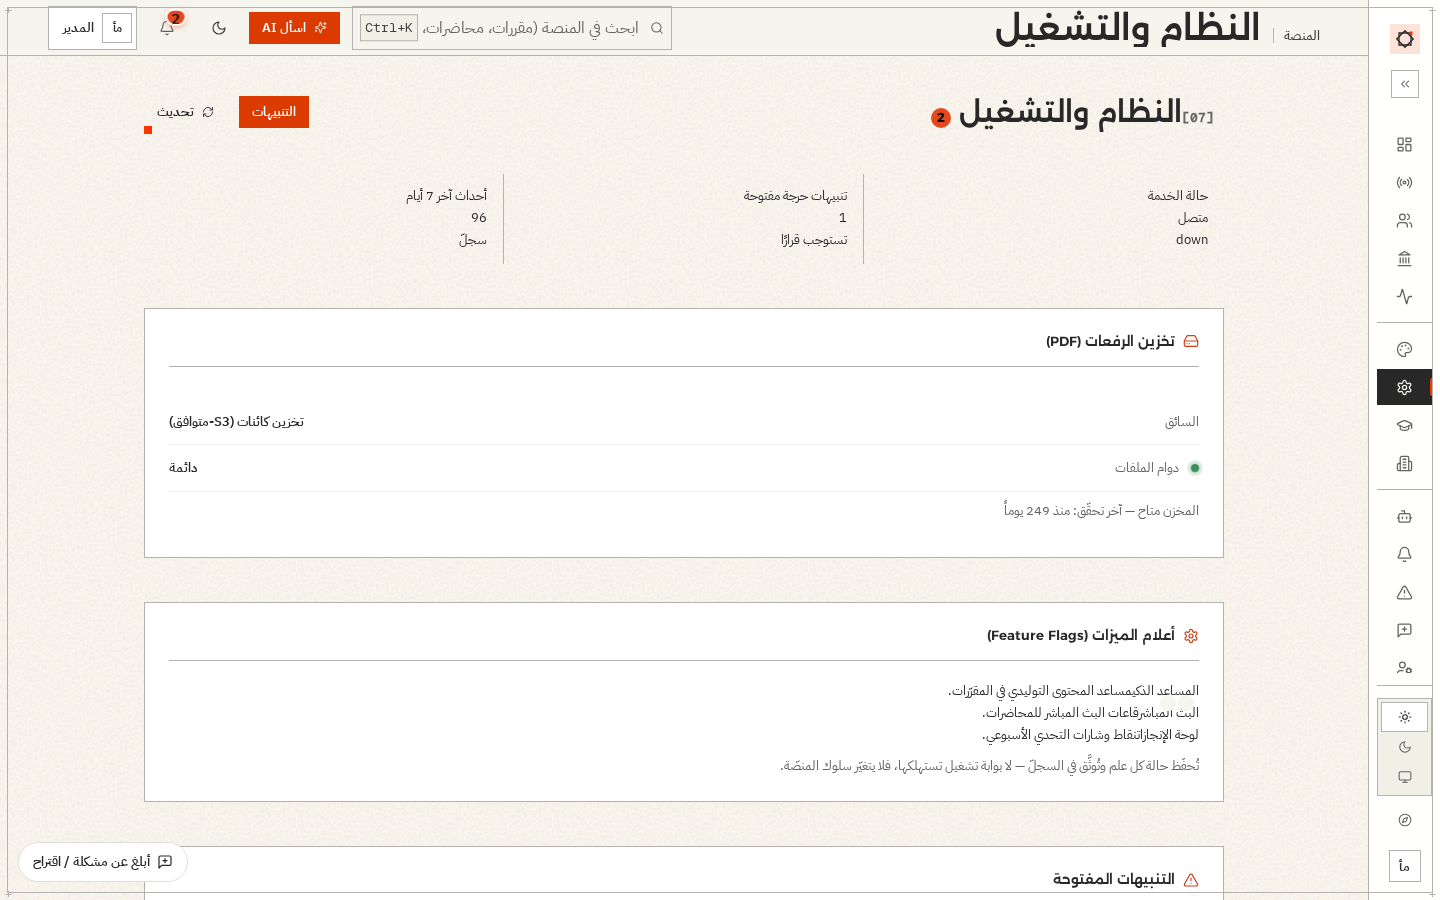 المنصة
النظام والتشغيل
ابحث في المنصة (مقررات، محاضرات، Ctrl+K
اسأل AI
2
مأ المدير
[07] النظام والتشغيل 2
التنبيهات
تحديث
حالة الخدمة
متصل
down
تنبيهات حرجة مفتوحة
1
تستوجب قرارًا
أحداث آخر 7 أيام
96
سجلّ
تخزين الرفعات (PDF)
السائق
تخزين كائنات (S3-متوافق)
دوام الملفات
دائمة
المخزن متاح — آخر تحقّق: منذ 249 يوماً
أعلام الميزات (Feature Flags)
المساعد الذكيمساعد المحتوى التوليدي في المقرّرات.
البث المباشرقاعات البث المباشر للمحاضرات.
لوحة الإنجازاتنقاط وشارات التحدي الأسبوعي.
تُحفَظ حالة كل علم وتُوثَّق في السجلّ — لا بوابة تشغيل تستهلكها، فلا يتغيّر سلوك المنصّة.
التنبيهات المفتوحة
أبلغ عن مشكلة / اقتراح
مأ